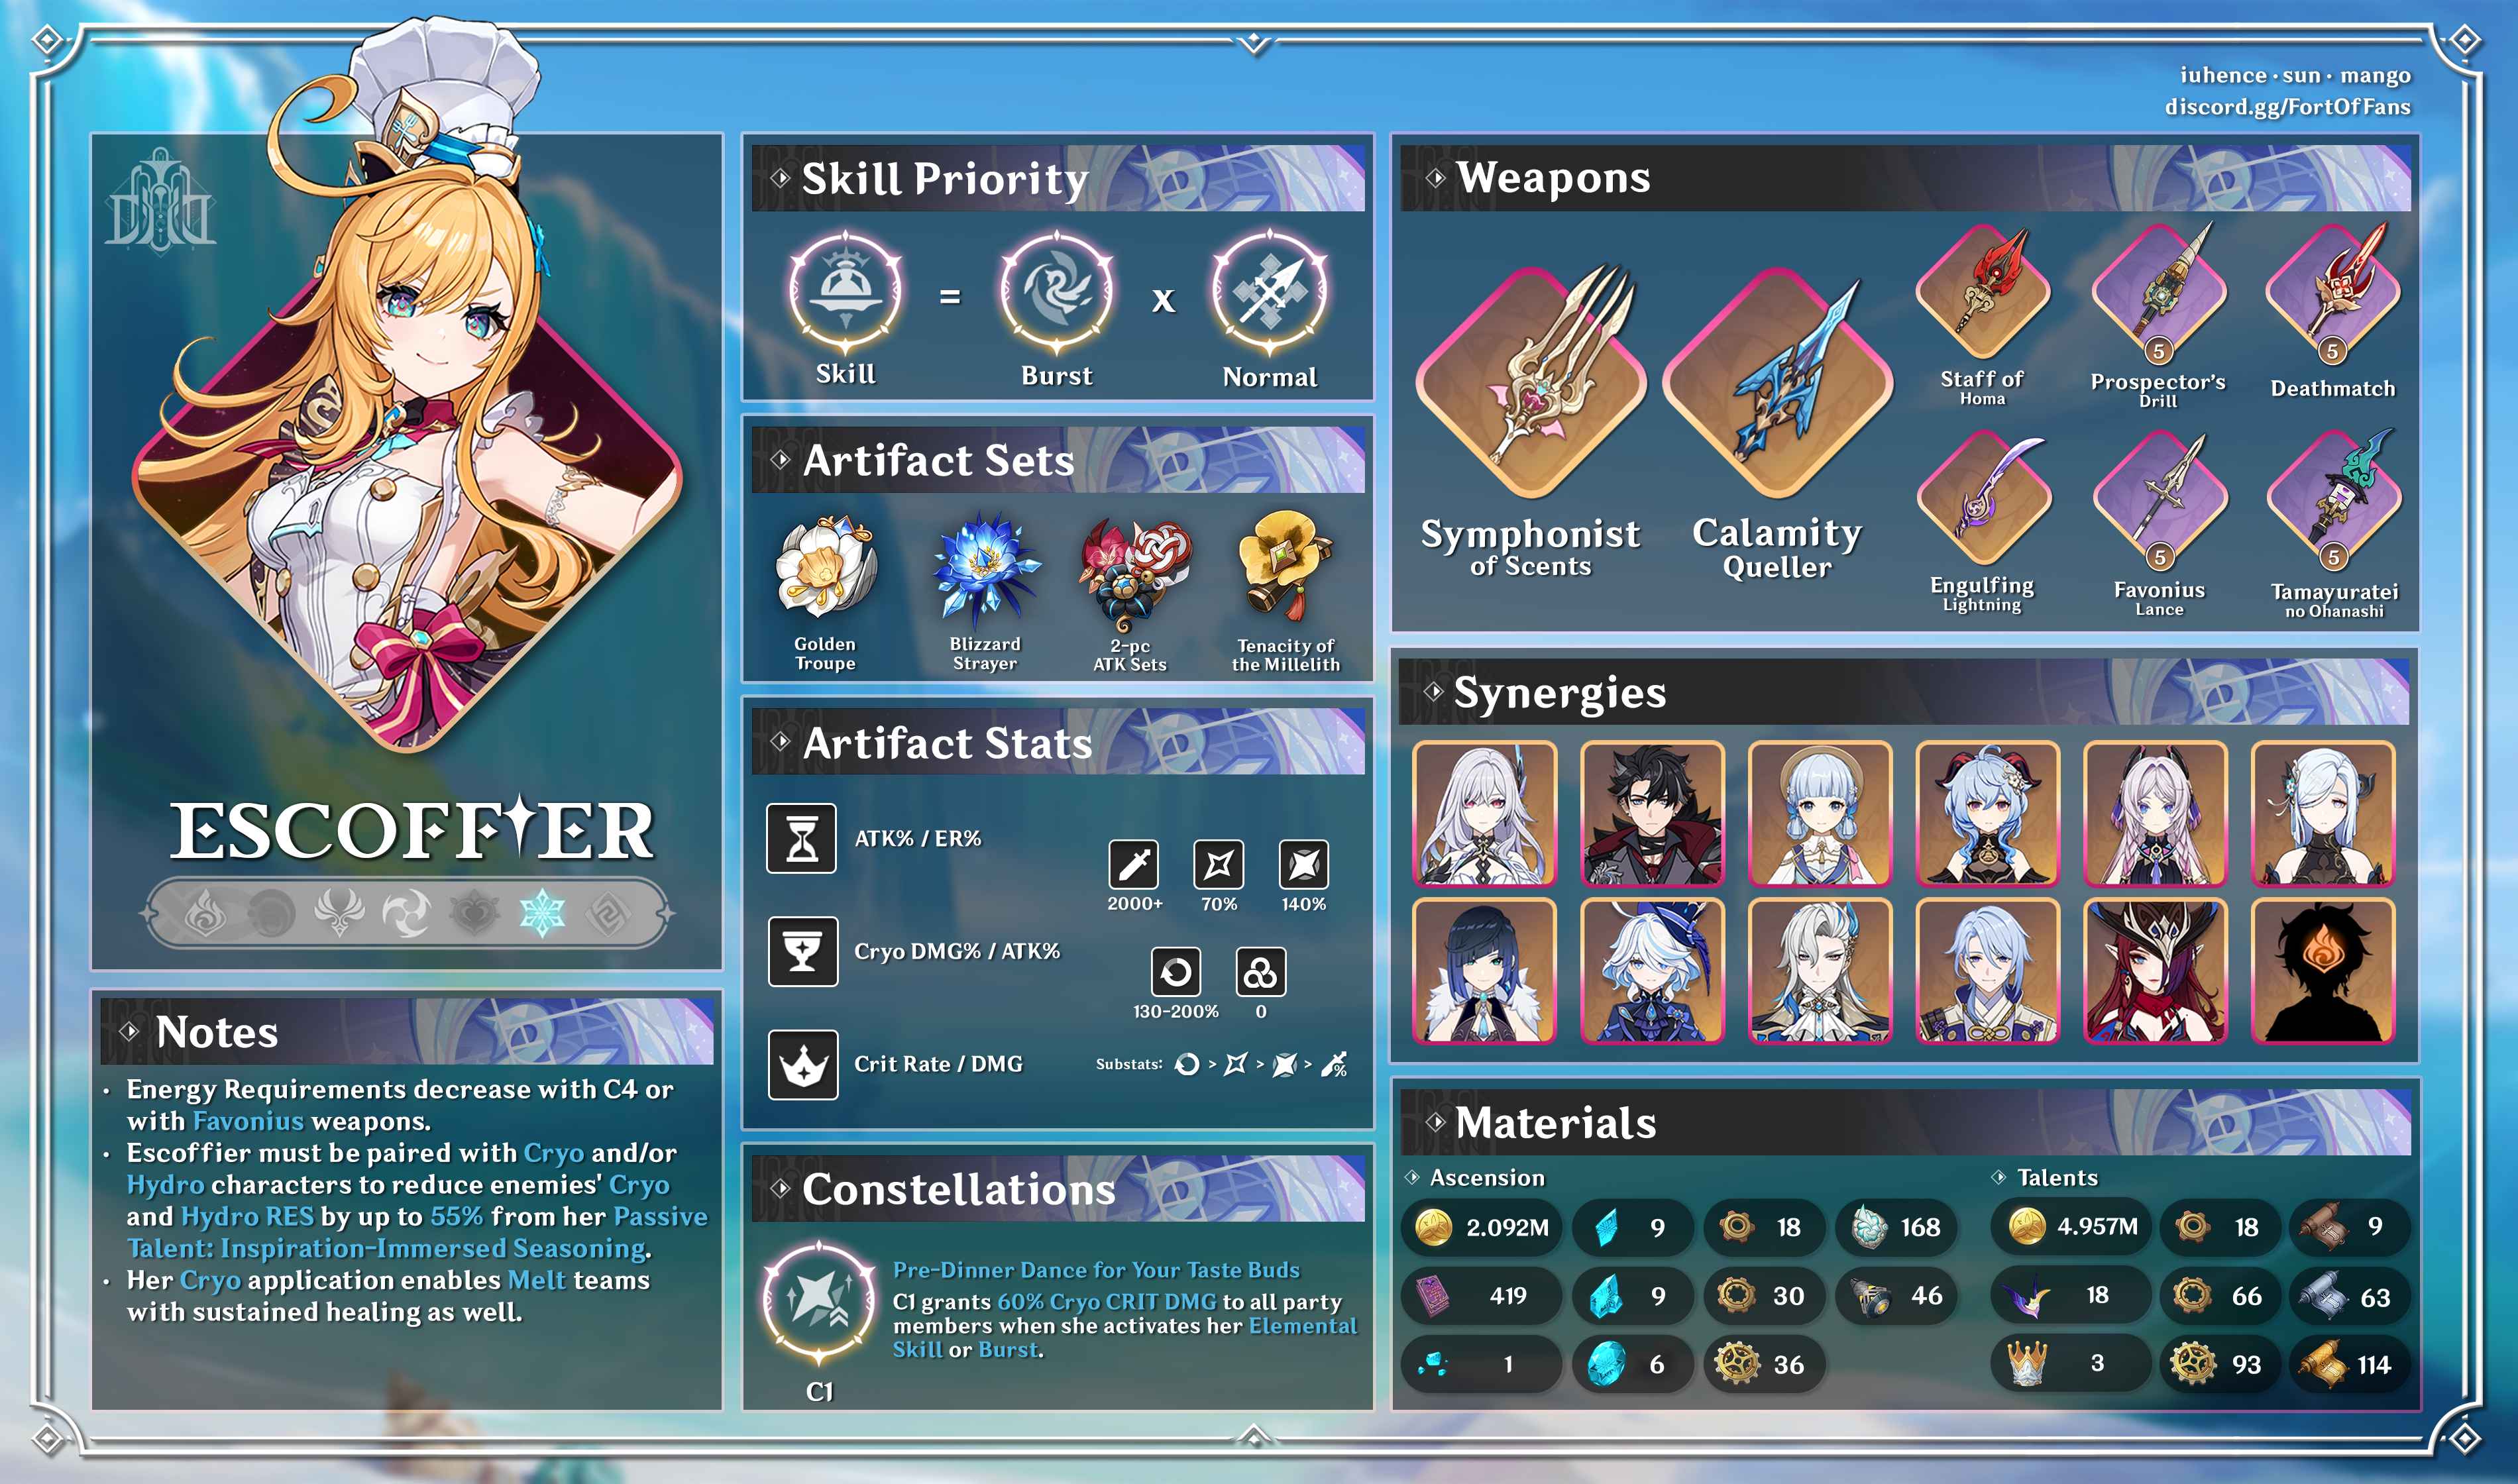 iuhence · sun · mango
discord.gg/FortOfFans
ESCOFFIER
Notes
• Energy Requirements decrease with C4 or
with Favonius weapons.
• Escoffier must be paired with Cryo and/or
Hydro characters to reduce enemies' Cryo
and Hydro RES by up to 55% from her Passive
Talent: Inspiration-Immersed Seasoning.
• Her Cryo application enables Melt teams
with sustained healing as well.
Skill Priority
= x
Skill Burst Normal
Artifact Sets
Golden
Troupe
Blizzard
Strayer
2-pc
ATK Sets
Tenacity of
the Millelith
Artifact Stats
ATK% / ER%
Cryo DMG% / ATK%
Crit Rate / DMG
2000+ 70% 140%
130-200% 0
Substats: > > > %
Constellations
C1
Pre-Dinner Dance for Your Taste Buds
C1 grants 60% Cryo CRIT DMG to all party
members when she activates her Elemental
Skill or Burst.
Weapons
Symphonist
of Scents
Calamity
Queller
Staff of
Homa
5
Prospector's
Drill
5
Deathmatch
Engulfing
Lightning
5
Favonius
Lance
5
Tamayuratei
no Ohanashi
Synergies
Materials
Ascension
2.092M 9 18 168
419 9 30 46
1 6 36
Talents
4.957M 18 9
18 66 63
3 93 114